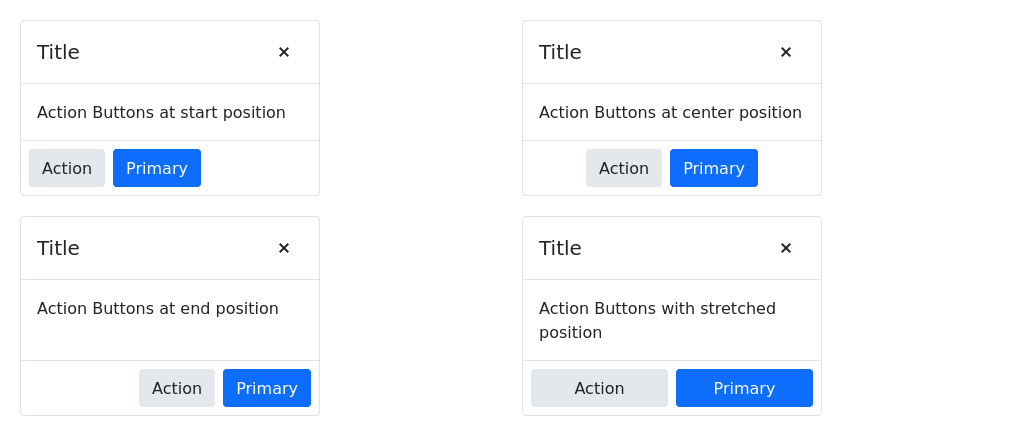 Title ×
Action Buttons at start position
Action Primary
Title ×
Action Buttons at center position
Action Primary
Title ×
Action Buttons at end position
Action Primary
Title ×
Action Buttons with stretched
position
Action Primary